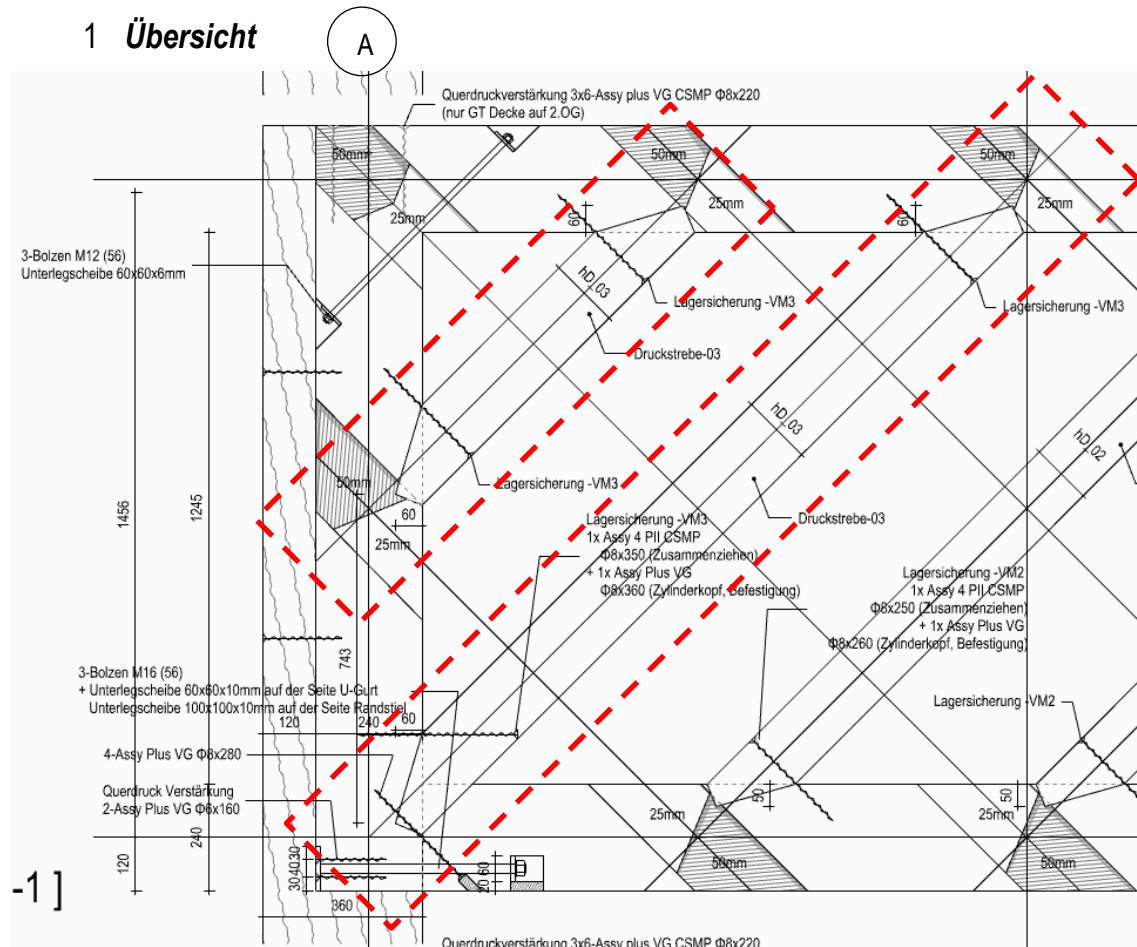 1 Übersicht
A
Querdruckverstärkung 3x6-Assy plus VG CSMP Φ8x220
(nur GT Decke auf 2.OG)
50mm
50mm
50mm
25mm
25mm
25mm
60
60
3-Bolzen M12 (56)
Unterlegscheibe 60x60x6mm
hD_03
Lagersicherung -VM3
Lagersicherung -VM3
Druckstrebe-03
hD_03
hD_02
Lagersicherung -VM3
50mm
1456
1245
60
25mm
Druckstrebe-03
Lagersicherung -VM3
1x Assy 4 PII CSMP
Φ8x350 (Zusammenziehen)
+ 1x Assy Plus VG
Φ8x360 (Zylinderkopf, Befestigung)
Lagersicherung -VM2
1x Assy 4 PII CSMP
Φ8x250 (Zusammenziehen)
+ 1x Assy Plus VG
Φ8x260 (Zylinderkopf, Befestigung)
743
3-Bolzen M16 (56)
+ Unterlegscheibe 60x60x10mm auf der Seite U-Gurt
Unterlegscheibe 100x100x10mm auf der Seite Randstiel
120
240
60
Lagersicherung -VM2
4-Assy Plus VG Φ8x280
Querdruck Verstärkung
2-Assy Plus VG Φ6x160
50
50
25mm
25mm
240
120
304030
20 60
50mm
50mm
-1 ]
360
Querdruckverstärkung 3x6-Assy plus VG CSMP Φ8x220